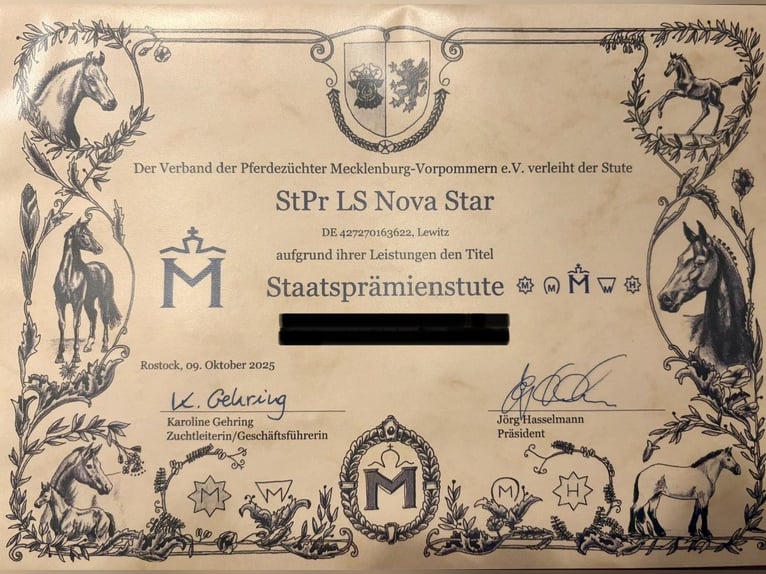 Der Verband der Pferdezüchter Mecklenburg-Vorpommern e.V. verleiht der Stute
StPr LS Nova Star
DE 427270163622, Lewitz
aufgrund ihrer Leistungen den Titel
M
Staatsprämienstute M M M M M
Rostock, 09. Oktober 2025
K. Gehring
Karoline Gehring
Zuchtleiterin/Geschäftsführerin
Jörg Hasselmann
Präsident
M M M M H